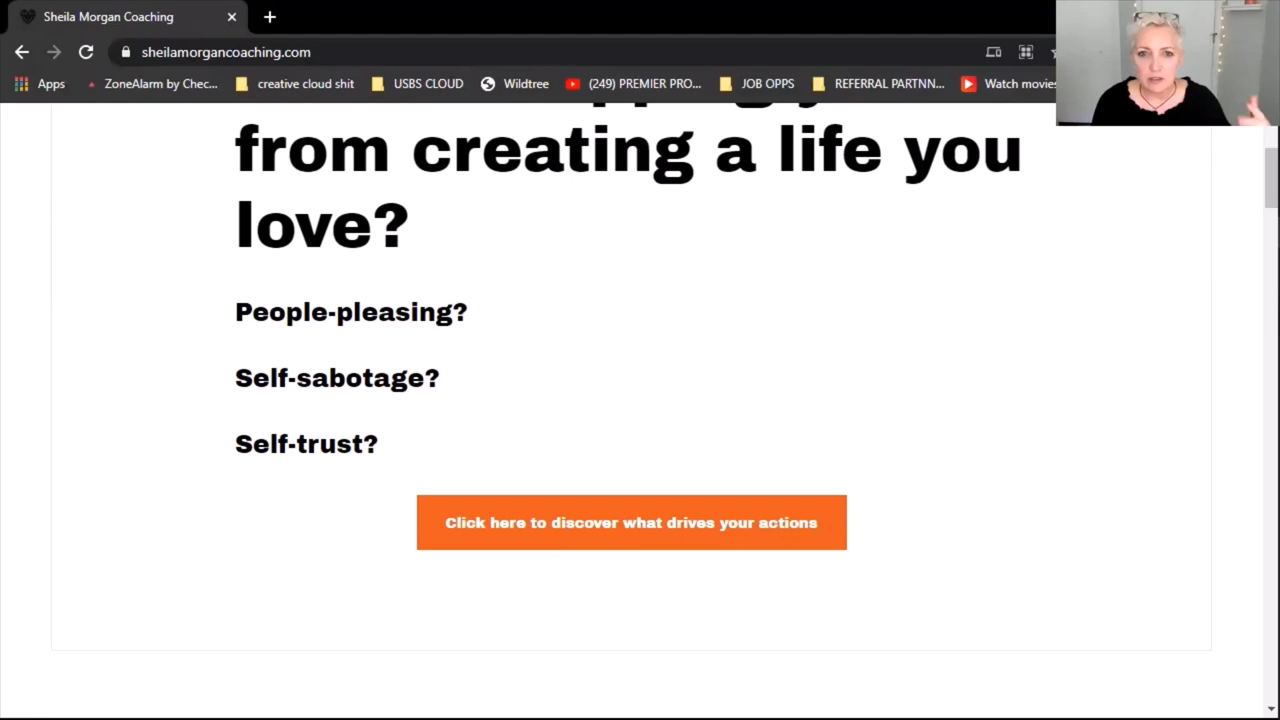 Sheila Morgan Coaching
sheilamorgancoaching.com
Apps ZoneAlarm by Chec... creative cloud shit USBS CLOUD Wildtree (249) PREMIER PRO... JOB OPPS REFERRAL PARTNN... Watch movies
from creating a life you
love?
People-pleasing?
Self-sabotage?
Self-trust?
Click here to discover what drives your actions